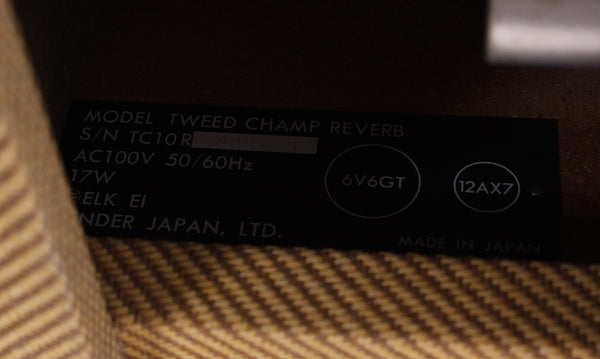 MODEL TWEED CHAMP REVERB
S/N TC10R
AC100V 50/60Hz
17W
ELK EI
NDER JAPAN, LTD.
6V6GT
12AX7
MADE IN JAPAN